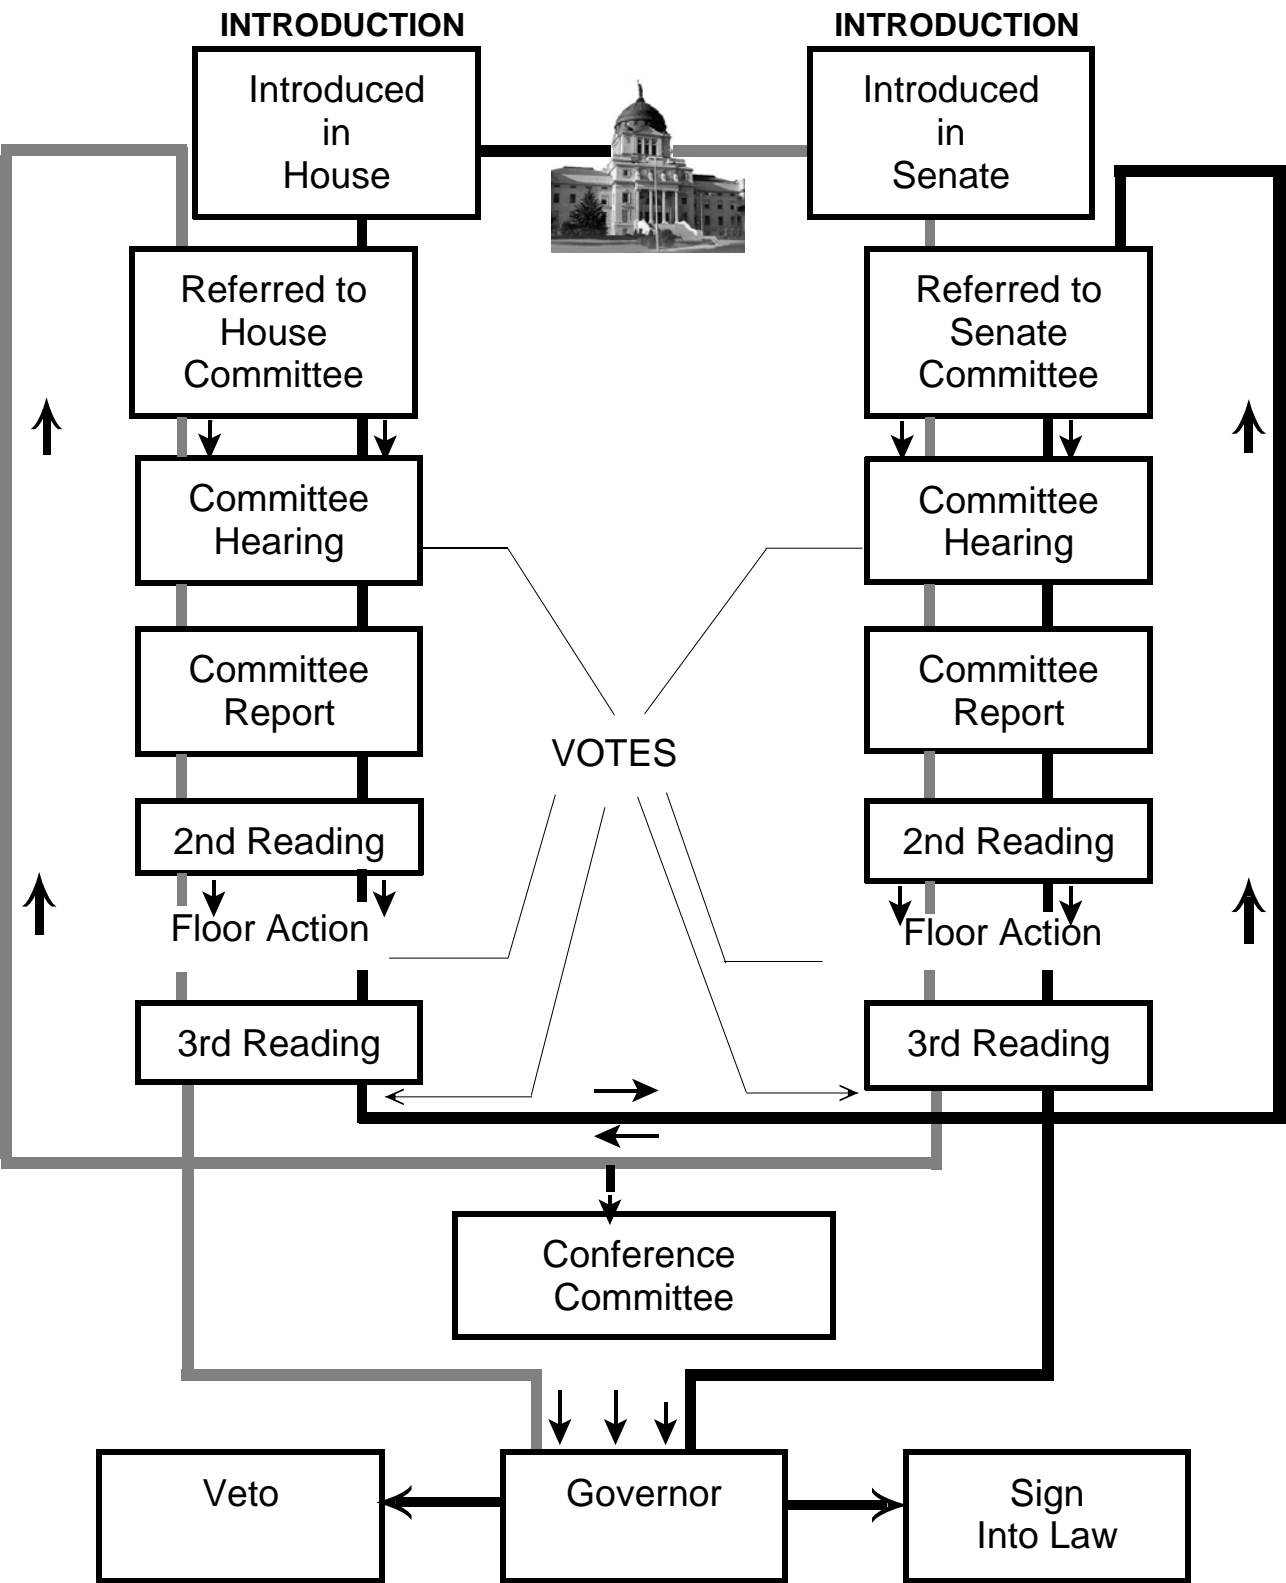 INTRODUCTION
INTRODUCTION
Introduced
in
House
Introduced
in
Senate
Referred to
House
Committee
Referred to
Senate
Committee
Committee
Hearing
Committee
Hearing
Committee
Report
Committee
Report
VOTES
2nd Reading
2nd Reading
Floor Action
Floor Action
3rd Reading
3rd Reading
Conference
Committee
Veto
Governor
Sign
Into Law